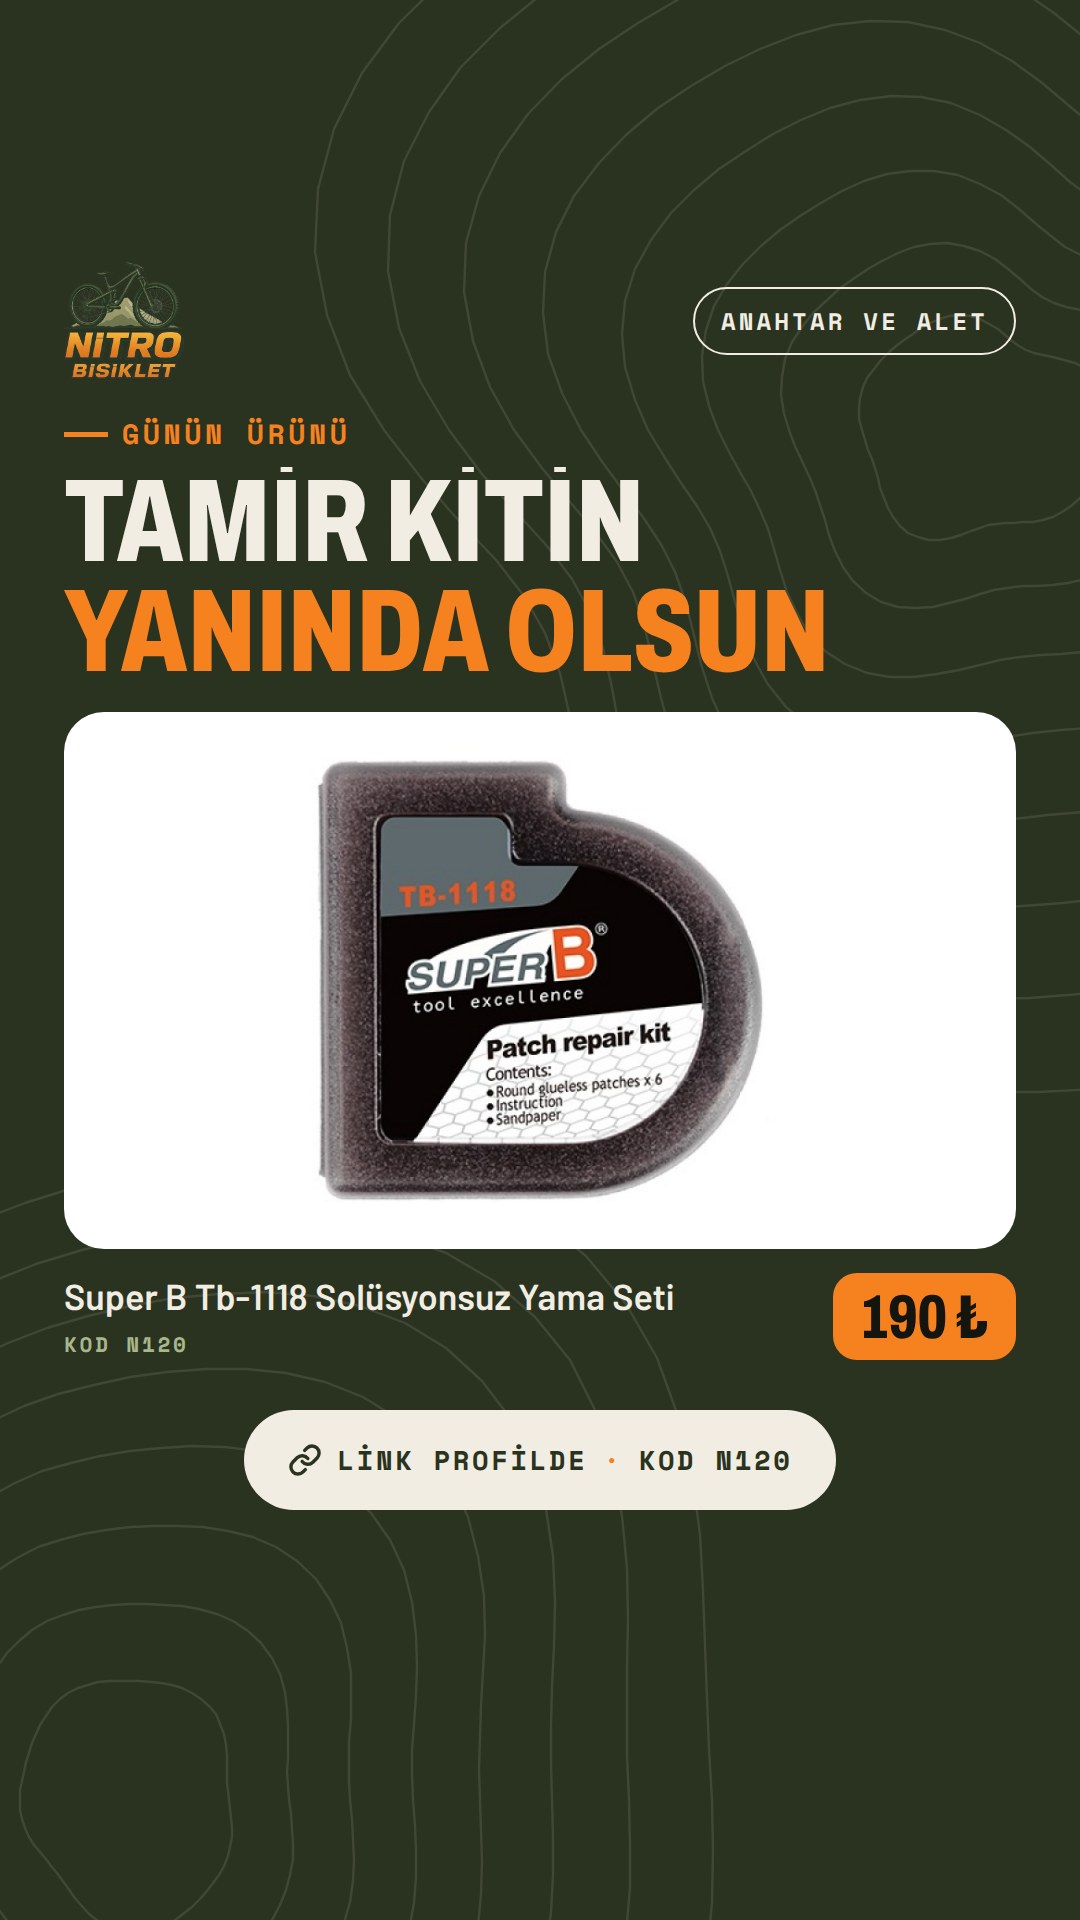 NiTRO
BiSiKLET
ANAHTAR VE ALET
GÜNÜN ÜRÜNÜ
TAMİR KİTİN
YANINDA OLSUN
TB-1118
SUPER B®
tool excellence
Patch repair kit
Contents:
•Round glueless patches x 6
•Instruction
•Sandpaper
Super B Tb-1118 Solüsyonsuz Yama Seti
KOD N120
190 ₺
LİNK PROFİLDE · KOD N120